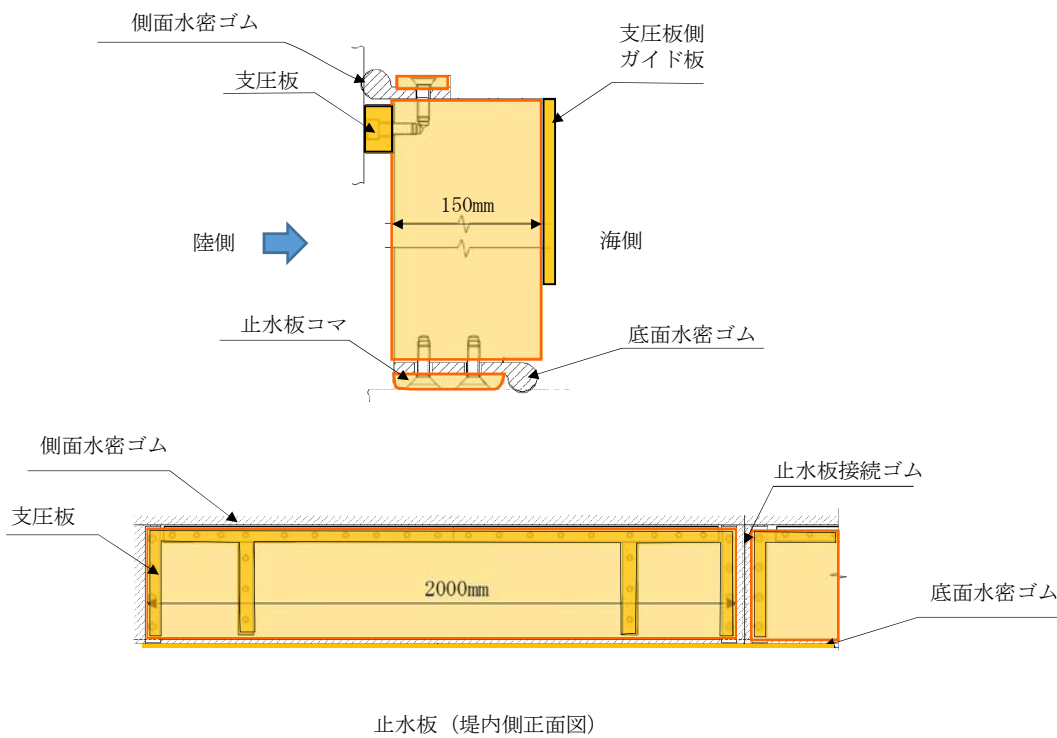 側面水密ゴム
支圧板
支圧板側
ガイド板
150mm
陸側
海側
止水板コマ
底面水密ゴム
側面水密ゴム
止水板接続ゴム
支圧板
2000mm
底面水密ゴム
止水板（堤内側正面図）